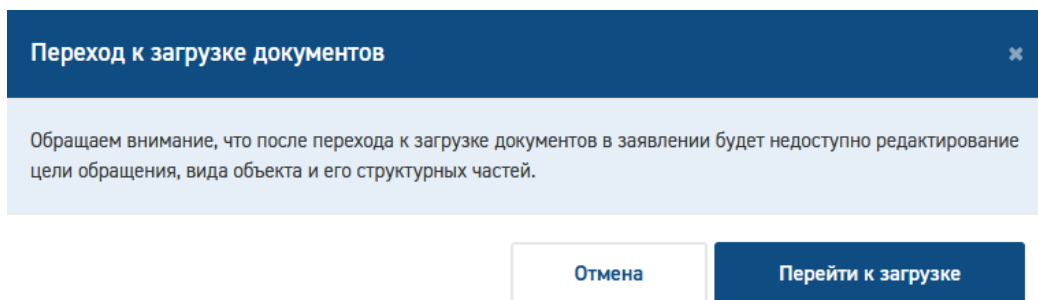 Переход к загрузке документов
Обращаем внимание, что после перехода к загрузке документов в заявлении будет недоступно редактирование
цели обращения, вида объекта и его структурных частей.
Отмена
Перейти к загрузке